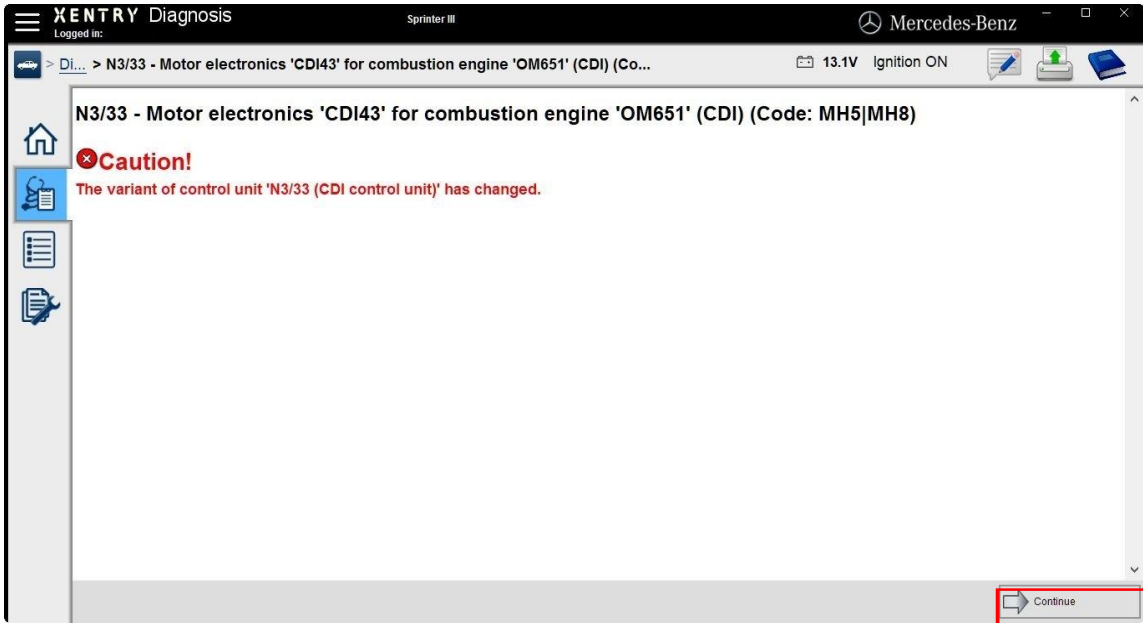 XENTRY Diagnosis
Logged in:
Sprinter III
Mercedes-Benz
> Di... > N3/33 - Motor electronics 'CDI43' for combustion engine 'OM651' (CDI) (Co...
13.1V Ignition ON
N3/33 - Motor electronics 'CDI43' for combustion engine 'OM651' (CDI) (Code: MH5|MH8)
Caution!
The variant of control unit 'N3/33 (CDI control unit)' has changed.
Continue